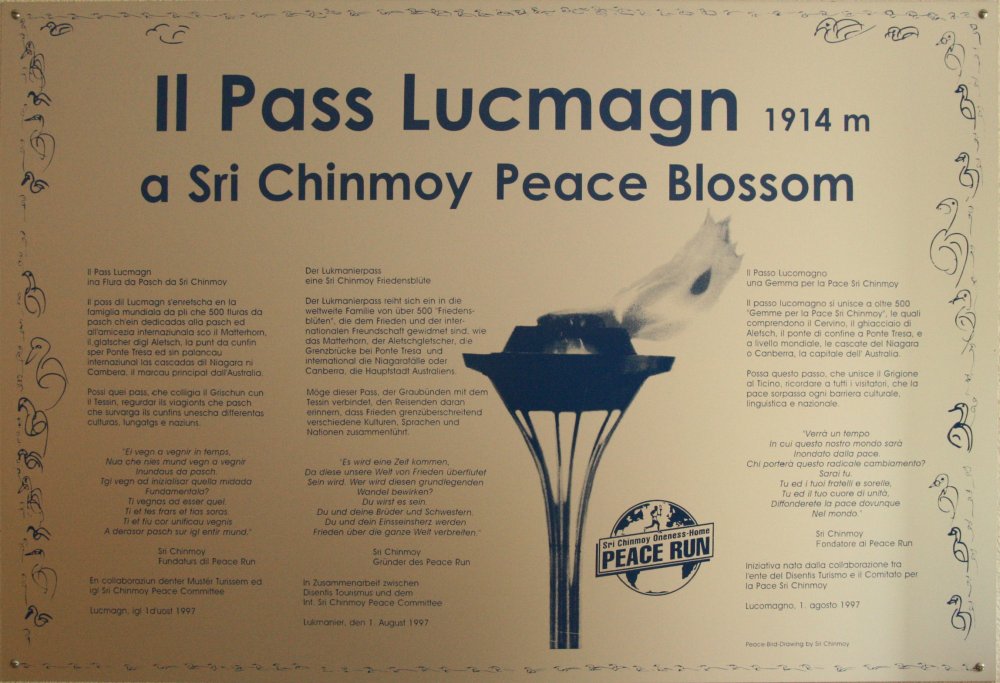 Il Pass Lucmagn 1914 m
a Sri Chinmoy Peace Blossom
Il Pass Lucmagn
ina Flura da Pasch da Sri Chinmoy
Il pass dil Lucmagn s'enretscha en la
famiglia mundiala da pli che 500 fluras da
pasch ch'ein dedicadas alla pasch ed
all'amicezia internaziunala sco il Matterhorn,
il glatscher digl Aletsch, la punt da cunfin
sper Ponte Tresa ed sin palancau
internaziunal las cascadas dil Niagara ni
Cambera, il marcau principal dall'Australia.
Possi quei pass, che colligia il Grischun cun
il Tessin, regurdar ils viagionts che pasch
che survarga ils cunfins unescha differentas
culturas, lungatgs e naziuns.
"Ei vegn a vegnir in temps,
Nua che nies mund vegn a vegnir
Inundaus da pasch.
Tgi vegn ad inizialisar quella midada
Fundamentala?
Ti vegnas ad esser quel.
Ti et tes frars et tias soras.
Ti et tiu cor unificau vegnis
A derasar pasch sur igl entir mund."
Sri Chinmoy
Fundaturs dil Peace Run
En collaboraziun denter Mustér Turissem ed
igl Sri Chinmoy Peace Committee
Lucmagn, igl 1d'uost 1997
Der Lukmanierpass
eine Sri Chinmoy Friedensblüte
Der Lukmanierpass reiht sich ein in die
weltweite Familie von über 500 "Friedens-
blüten", die dem Frieden und der inter-
nationalen Freundschaft gewidmet sind, wie
das Matterhorn, der Aletschgletscher, die
Grenzbrücke bei Ponte Tresa und
international die Niagarafälle oder
Canberra, die Hauptstadt Australiens.
Möge dieser Pass, der Graubünden mit dem
Tessin verbindet, den Reisenden daran
erinnern, dass Frieden grenzüberschreitend
verschiedene Kulturen, Sprachen und
Nationen zusammenführt.
"Es wird eine Zeit kommen,
Da diese unsere Welt von Frieden überflutet
Sein wird. Wer wird diesen grundlegenden
Wandel bewirken?
Du wirst es sein.
Du und deine Brüder und Schwestern.
Du und dein Einsseinsherz werden
Frieden über die ganze Welt verbreiten."
Sri Chinmoy
Gründer des Peace Run
In Zusammenarbeit zwischen
Disentis Tourismus und dem
Int. Sri Chinmoy Peace Committee
Lukmanier, den 1. August 1997
Sri Chinmoy Oneness-Home
PEACE RUN
Il Passo Lucomagno
una Gemma per la Pace Sri Chinmoy
Il passo lucomagno si unisce a oltre 500
"Gemme per la Pace Sri Chinmoy", le quali
comprendono il Cervino, il ghiacciaio di
Aletsch, il ponte di confine a Ponte Tresa, e
a livello mondiale, le cascate del Niagara
o Canberra, la capitale dell' Australia.
Possa questo passo, che unisce il Grigione
al Ticino, ricordare a tutti i visitatori, che la
pace sorpassa ogni barriera culturale,
linguistica e nazionale.
"Verrà un tempo
In cui questo nostro mondo sarà
Inondato dalla pace.
Chi porterà questo radicale cambiamento?
Sarai tu.
Tu ed i tuoi fratelli e sorelle,
Tu ed il tuo cuore di unità,
Diffonderete la pace dovunque
Nel mondo."
Sri Chinmoy
Fondatore di Peace Run
Iniziativa nata dalla collaborazione fra
l'ente del Disentis Turismo e il Comitato per
la Pace Sri Chinmoy
Lucomagno, 1. agosto 1997
Peace-Bird-Drawing by Sri Chinmoy